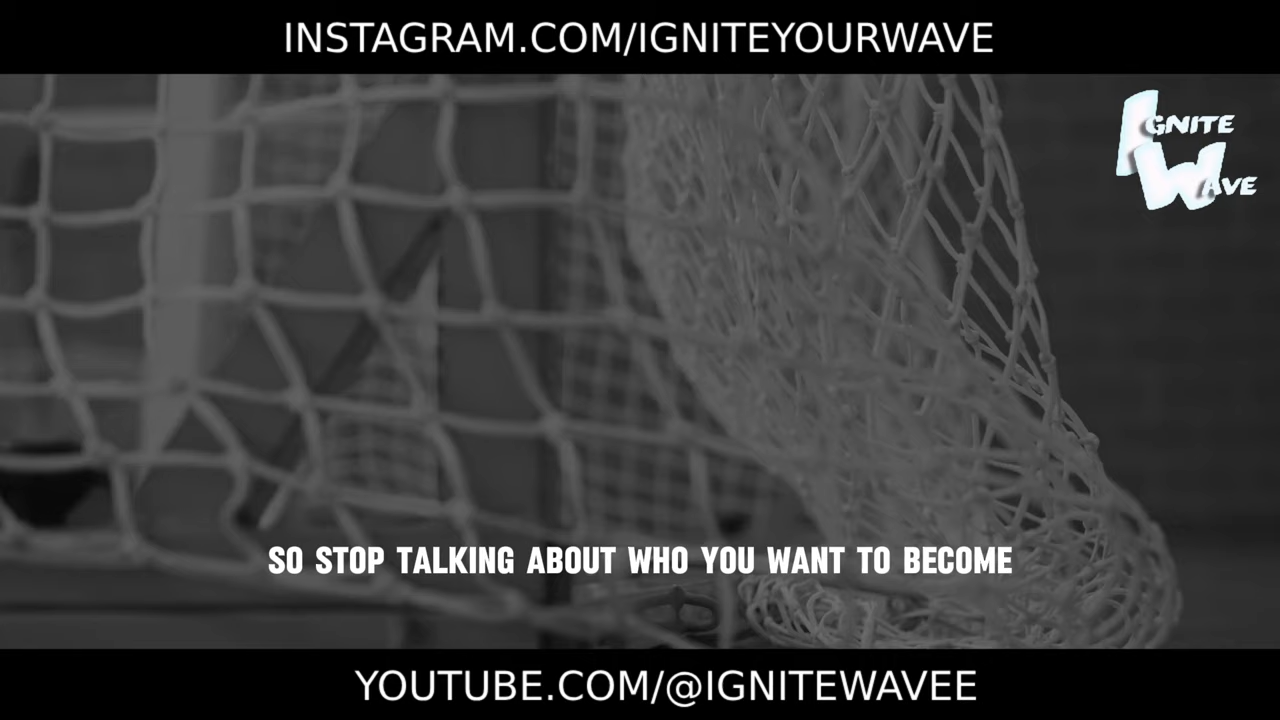 INSTAGRAM.COM/IGNITEYOURWAVE
IGNITE
WAVE
SO STOP TALKING ABOUT WHO YOU WANT TO BECOME
YOUTUBE.COM/@IGNITEWAVEE